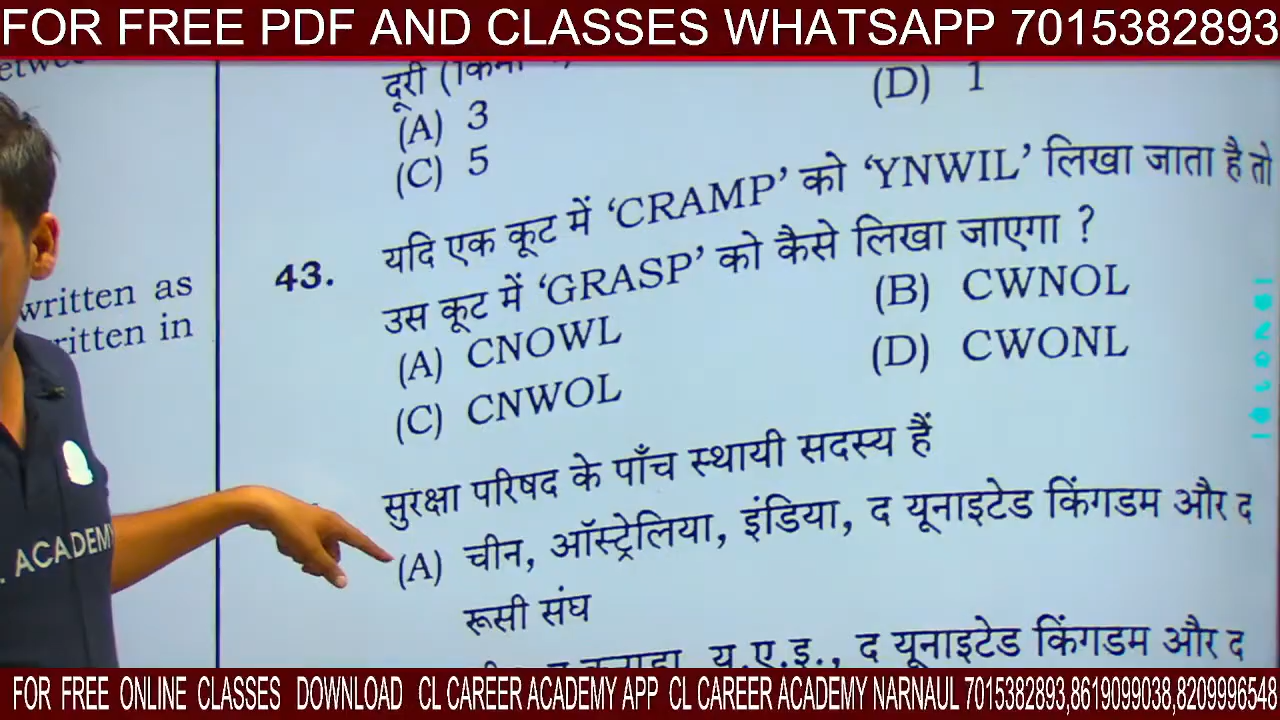 FOR FREE PDF AND CLASSES WHATSAPP 7015382893
दूरी
(A) 3
(D) 1
(C) 5
43. यदि एक कूट में ‘CRAMP’ को ‘YNWIL’ लिखा जाता है तो
उस कूट में ‘GRASP’ को कैसे लिखा जाएगा ?
(A) CNOWL
(B) CWNOL
(C) CNWOL
(D) CWONL
written as
written in
सुरक्षा परिषद के पाँच स्थायी सदस्य हैं
(A) चीन, ऑस्ट्रेलिया, इंडिया, द यूनाइटेड किंगडम और द
रूसी संघ
यू.ए.इ., द यूनाइटेड किंगडम और द
ACADEMY
FOR FREE ONLINE CLASSES DOWNLOAD CL CAREER ACADEMY APP CL CAREER ACADEMY NARNAUL 7015382893,8619099038,8209996548